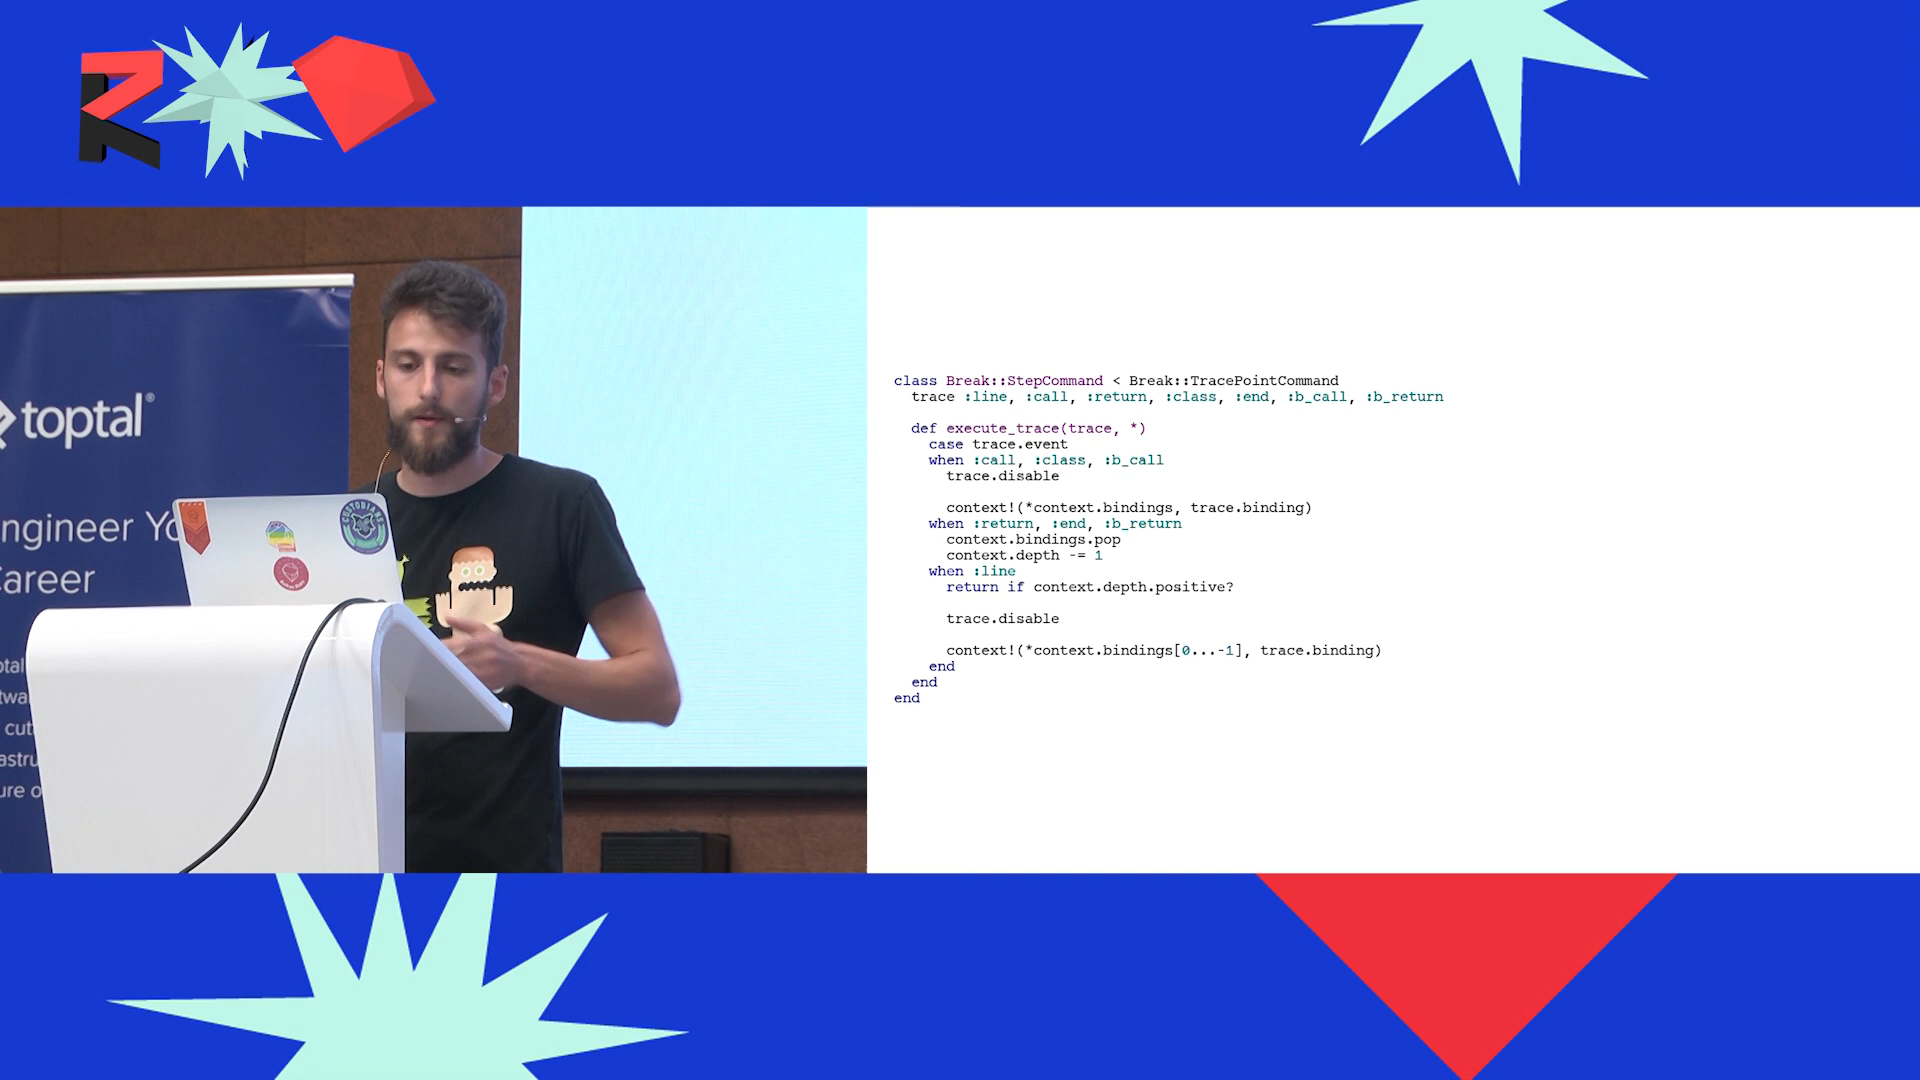 toptal®
ngineer Yo
areer
class Break::StepCommand < Break::TracePointCommand
  trace :line, :call, :return, :class, :end, :b_call, :b_return

  def execute_trace(trace, *)
    case trace.event
    when :call, :class, :b_call
      trace.disable

      context!(*context.bindings, trace.binding)
    when :return, :end, :b_return
      context.bindings.pop
      context.depth -= 1
    when :line
      return if context.depth.positive?

      trace.disable

      context!(*context.bindings[0...-1], trace.binding)
    end
  end
end